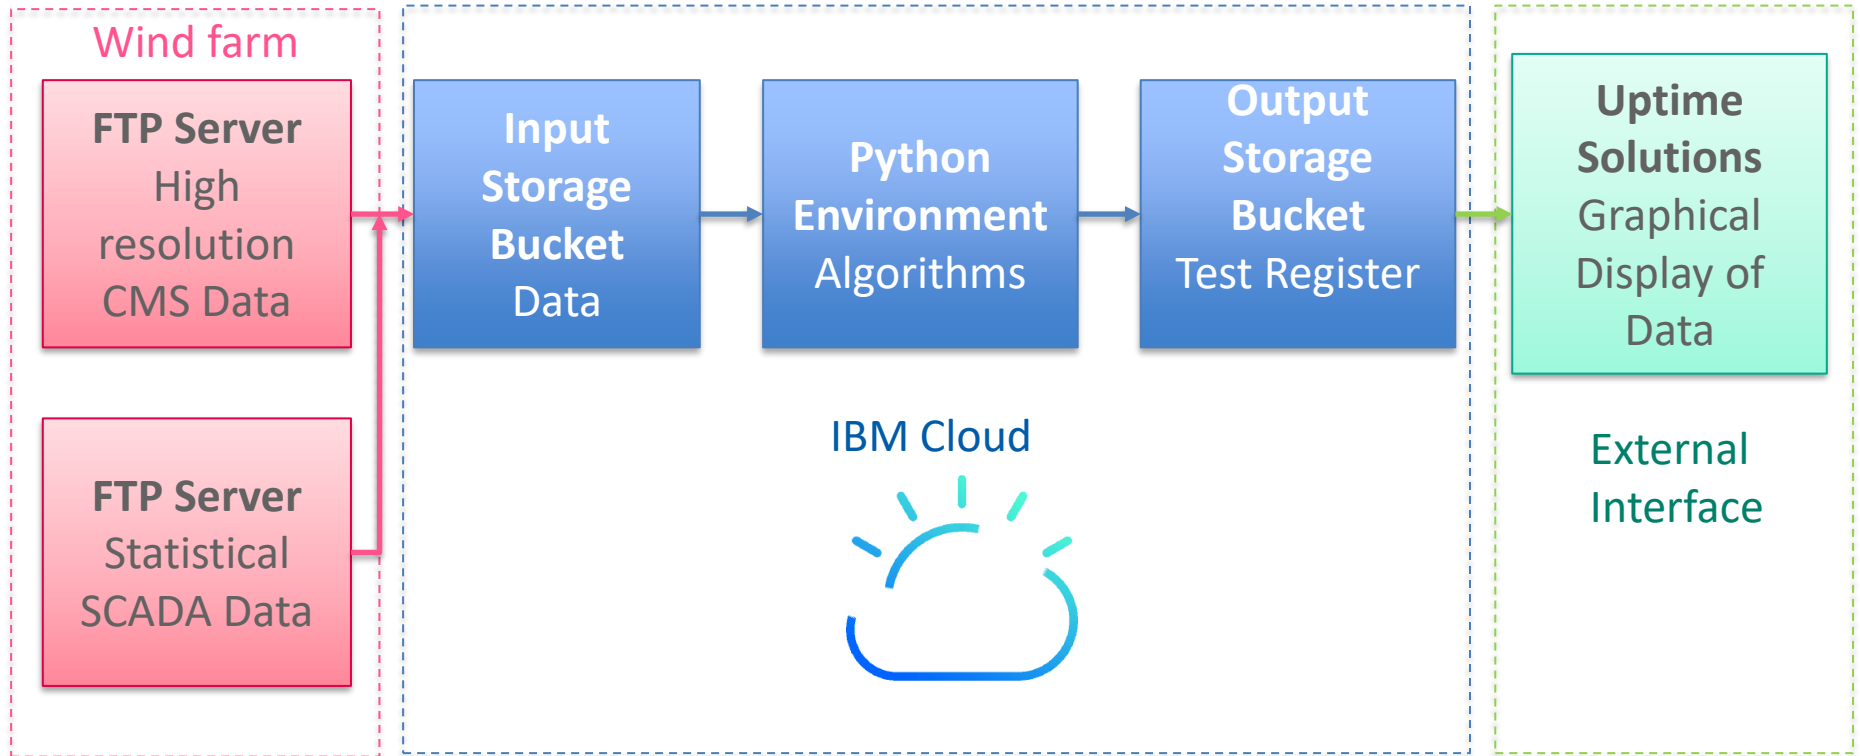 Wind farm
FTP Server
High
resolution
CMS Data
FTP Server
Statistical
SCADA Data
Input
Storage
Bucket
Data
Python
Environment
Algorithms
Output
Storage
Bucket
Test Register
IBM Cloud
Uptime
Solutions
Graphical
Display of
Data
External
Interface